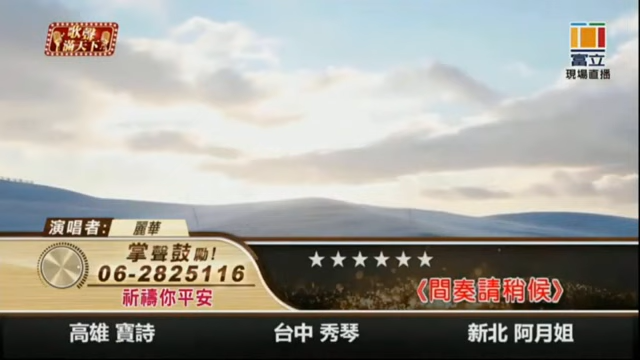 歌聲
滿天下
富立
現場直播
演唱者: 麗華
掌聲鼓勵!
06-2825116
祈禱你平安
★★★★★★
《間奏請稍候》
高雄 寶詩
台中 秀琴
新北 阿月姐